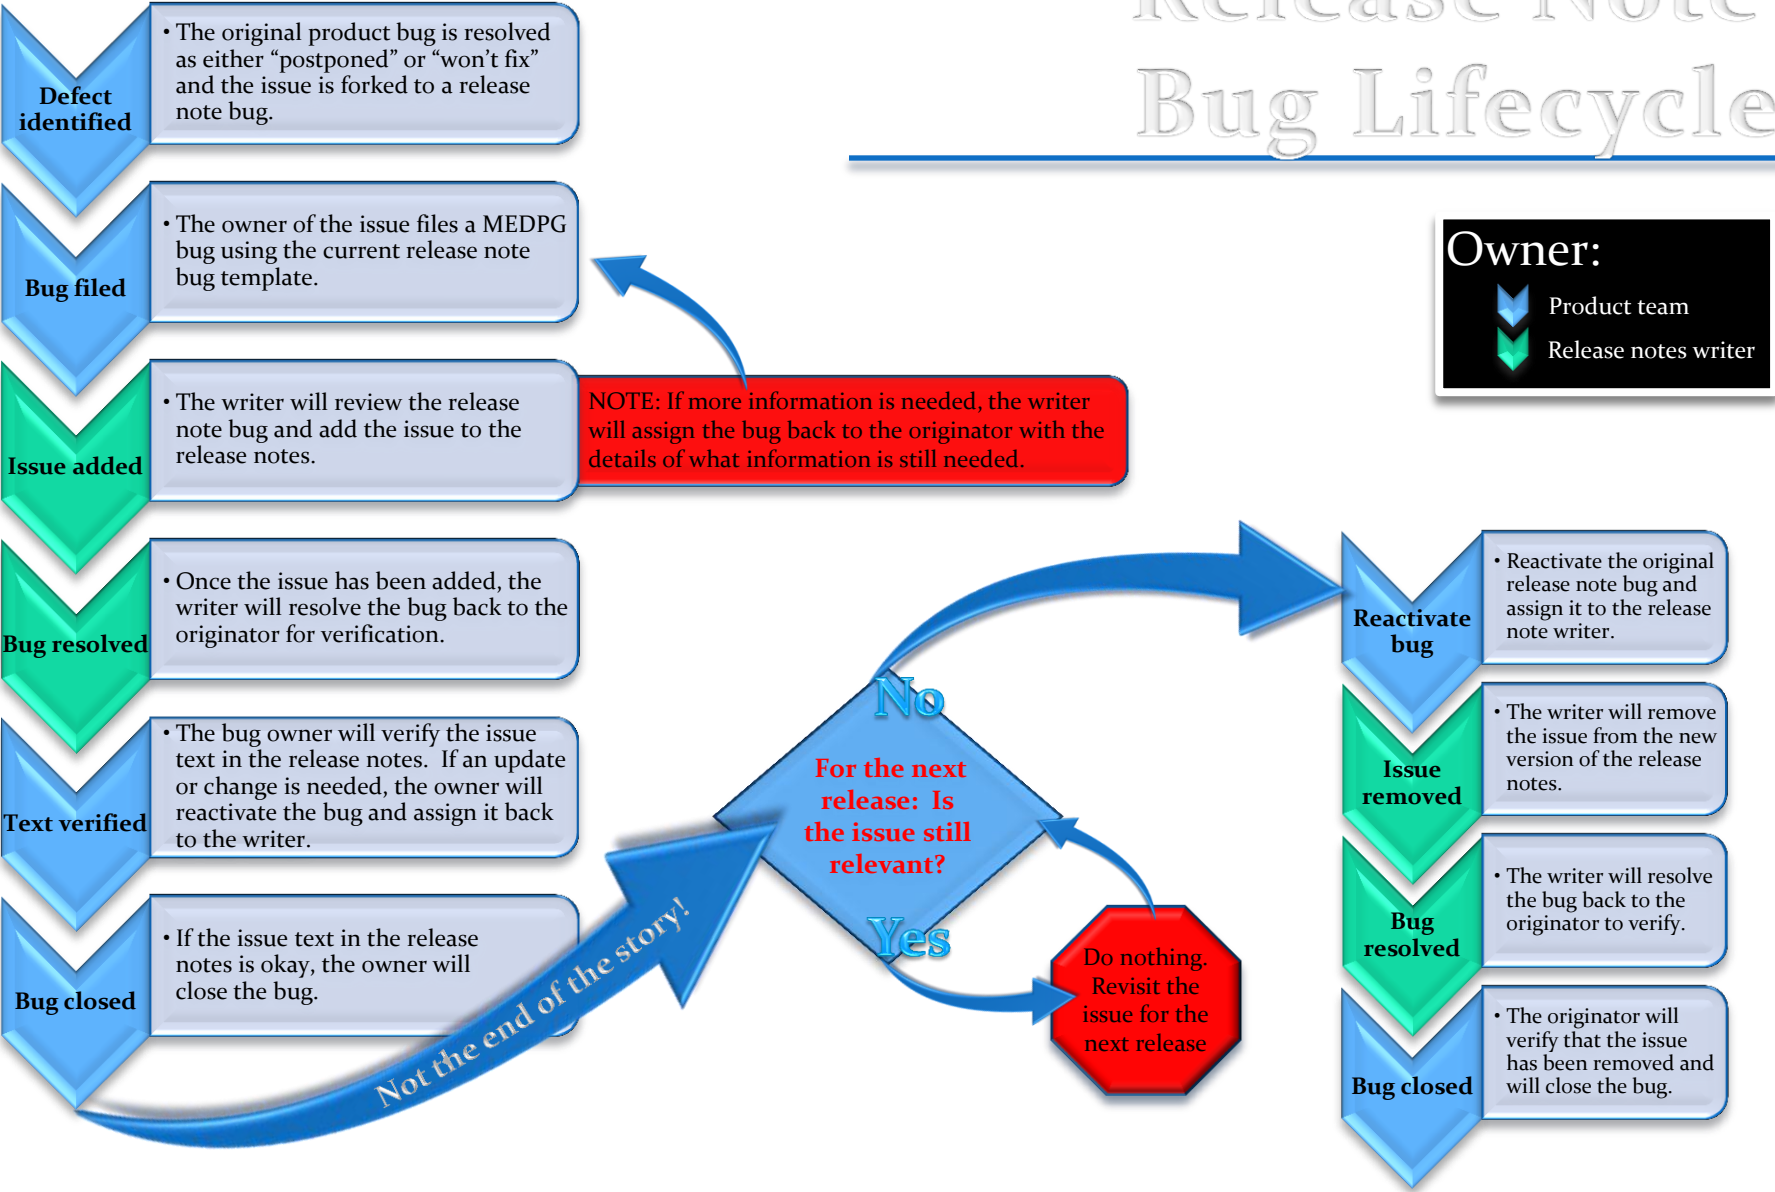 Release Note
Bug Lifecycle
Defect
identified
• The original product bug is resolved
as either “postponed” or “won’t fix”
and the issue is forked to a release
note bug.
Bug filed
• The owner of the issue files a MEDPG
bug using the current release note
bug template.
Issue added
• The writer will review the release
note bug and add the issue to the
release notes.
NOTE: If more information is needed, the writer
will assign the bug back to the originator with the
details of what information is still needed.
Bug resolved
• Once the issue has been added, the
writer will resolve the bug back to the
originator for verification.
Text verified
• The bug owner will verify the issue
text in the release notes.  If an update
or change is needed, the owner will
reactivate the bug and assign it back
to the writer.
Bug closed
• If the issue text in the release
notes is okay, the owner will
close the bug.
Not the end of the story!
Owner:
Product team
Release notes writer
No
For the next
release:  Is
the issue still
relevant?
Yes
Do nothing.
Revisit the
issue for the
next release
Reactivate
bug
• Reactivate the original
release note bug and
assign it to the release
note writer.
Issue
removed
• The writer will remove
the issue from the new
version of the release
notes.
Bug
resolved
• The writer will resolve
the bug back to the
originator to verify.
Bug closed
• The originator will
verify that the issue
has been removed and
will close the bug.